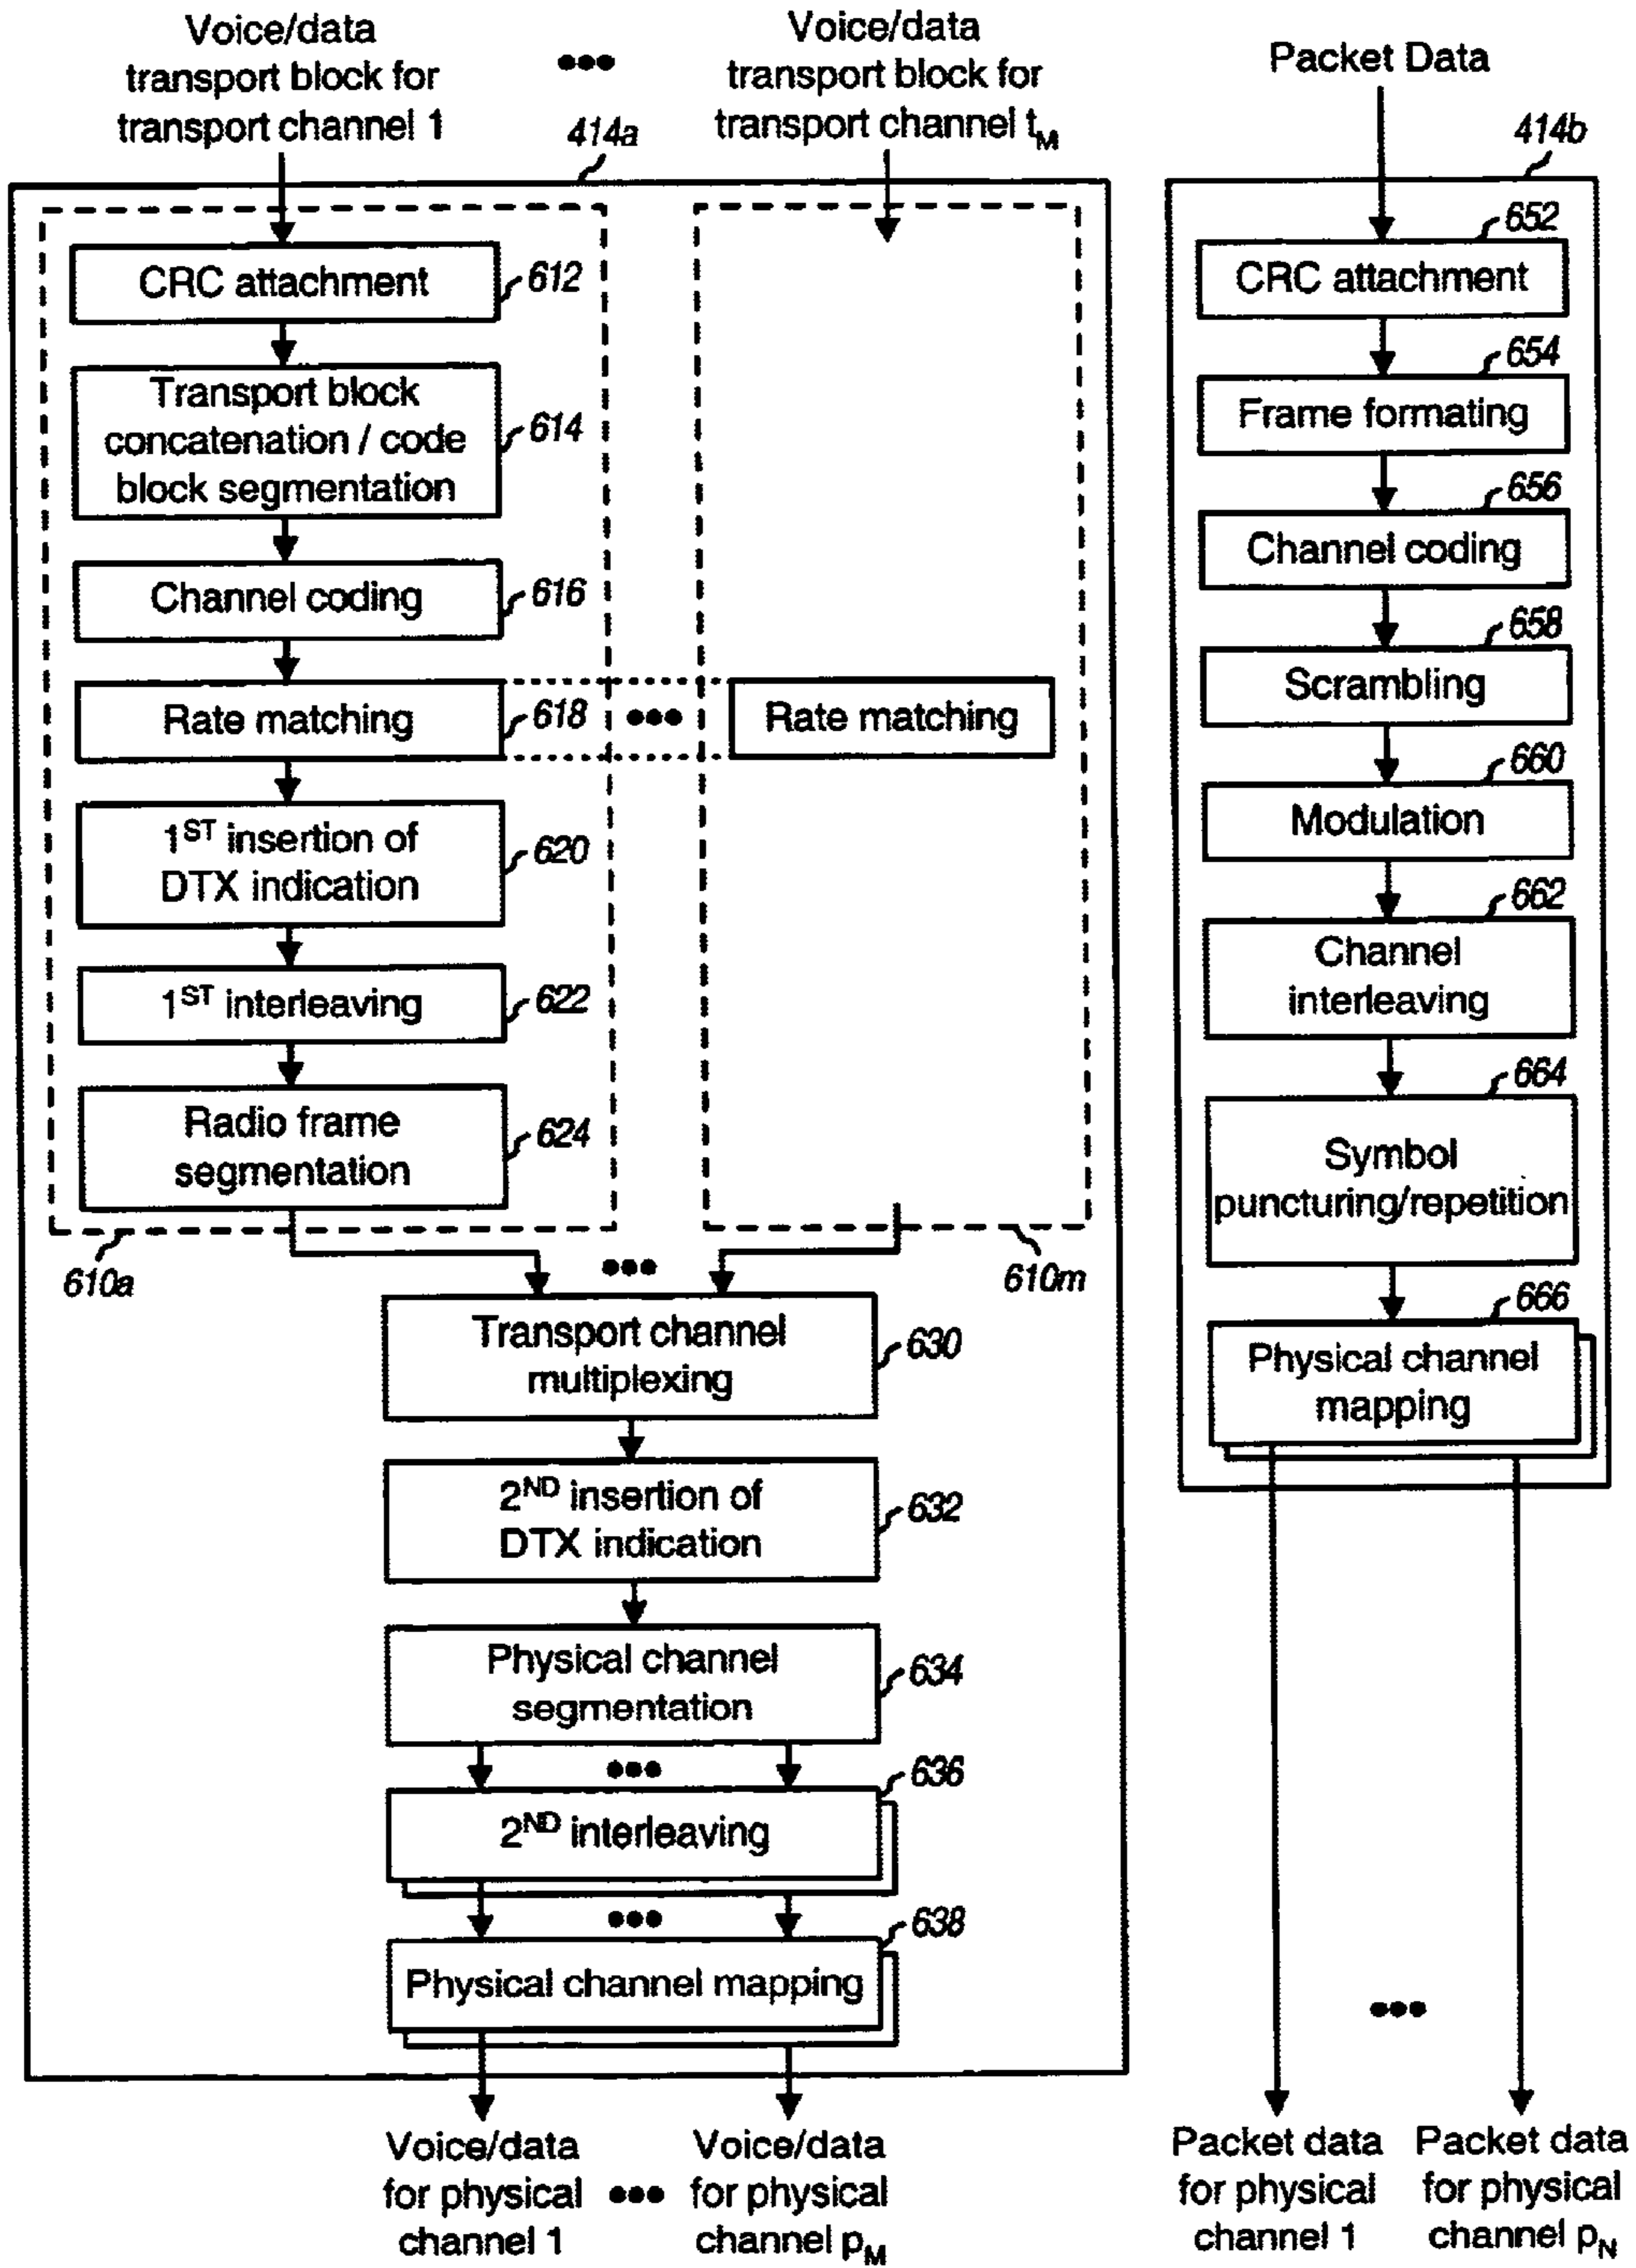 Voice/data
transport block for
transport channel 1
•••
Voice/data
transport block for
transport channel tM
Packet Data
414a
414b
CRC attachment
612
Transport block
concatenation / code
block segmentation
614
Channel coding
616
Rate matching
618
•••
Rate matching
1ST insertion of
DTX indication
620
1ST interleaving
622
Radio frame
segmentation
624
610a
•••
610m
Transport channel
multiplexing
630
2ND insertion of
DTX indication
632
Physical channel
segmentation
634
•••
636
2ND interleaving
•••
638
Physical channel mapping
Voice/data
for physical
channel 1
•••
Voice/data
for physical
channel pM
652
CRC attachment
654
Frame formating
656
Channel coding
658
Scrambling
660
Modulation
662
Channel
interleaving
664
Symbol
puncturing/repetition
666
Physical channel
mapping
•••
Packet data
for physical
channel 1
Packet data
for physical
channel pN